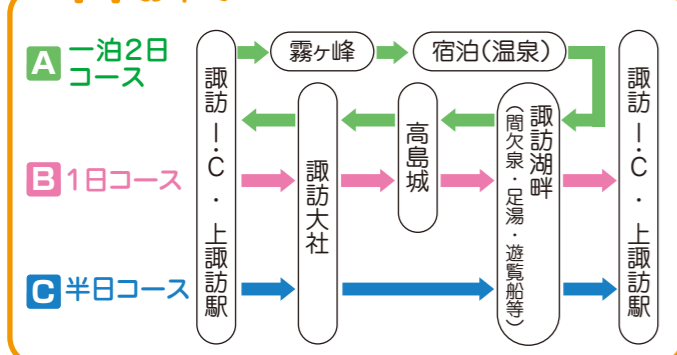 A 一泊2日
コース
諏訪I.C・上諏訪駅
霧ヶ峰
宿泊(温泉)
諏訪大社
高島城
諏訪湖畔
(間欠泉・足湯・遊覧船等)
諏訪I.C・上諏訪駅
B 1日コース
C 半日コース